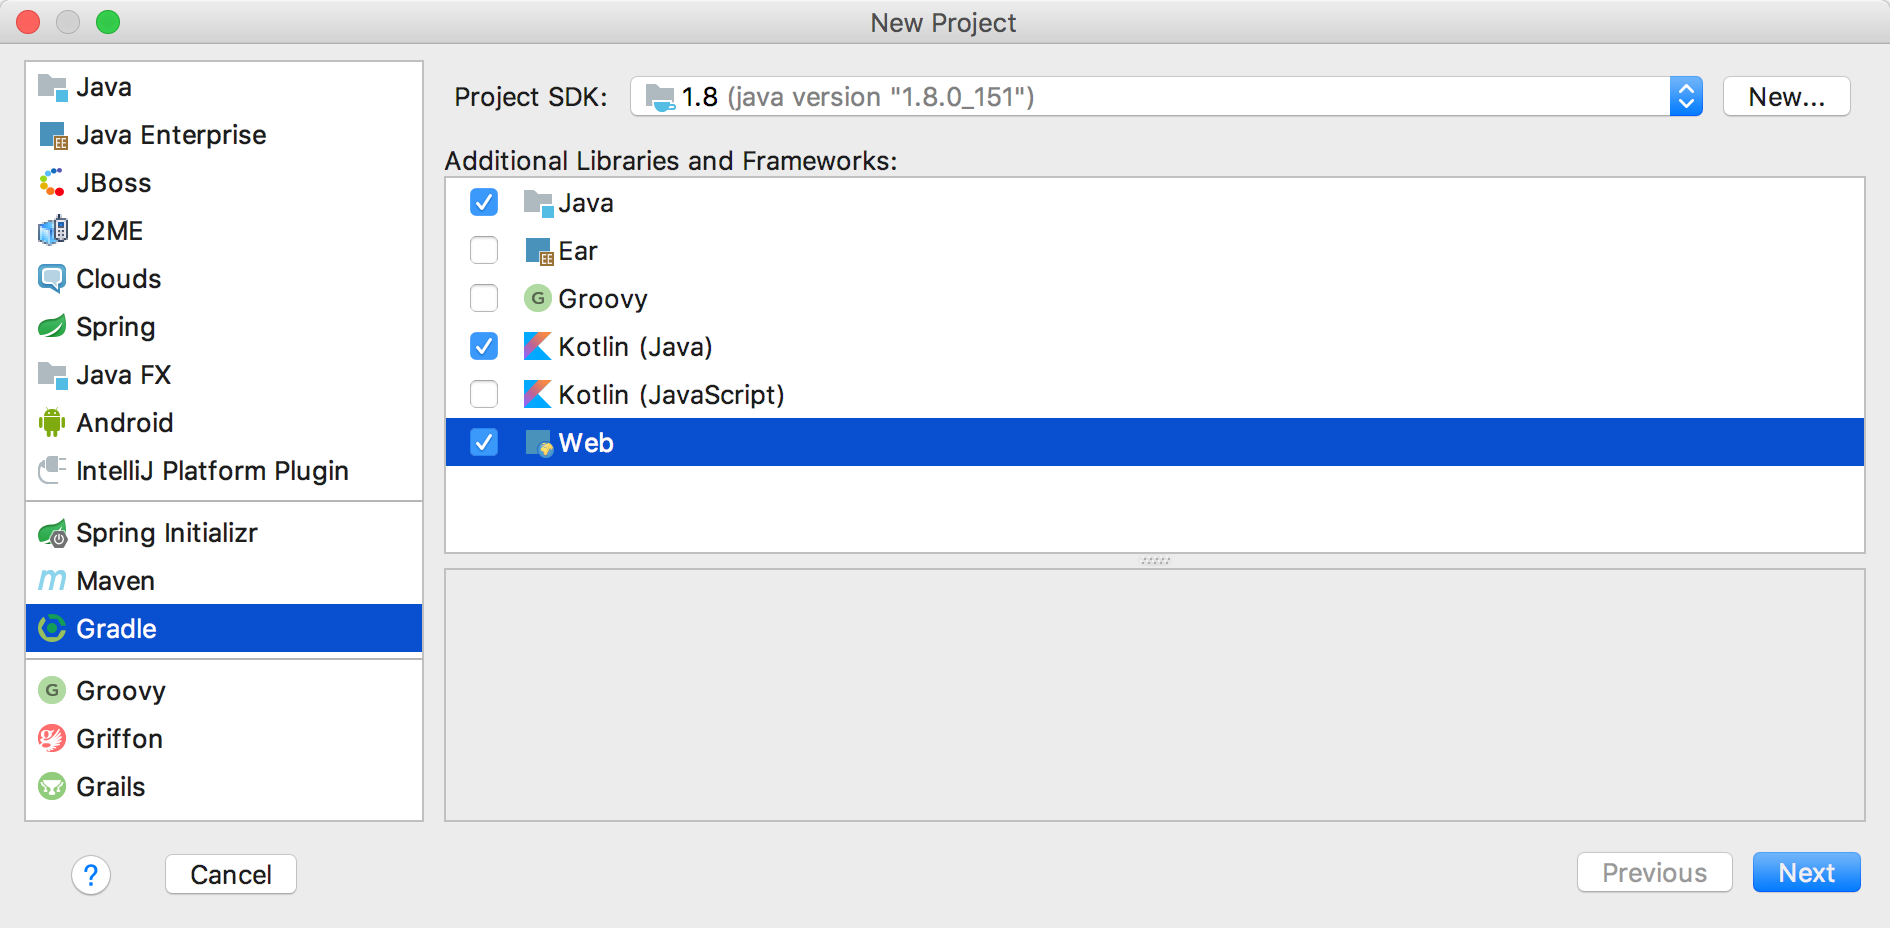 New Project
Java
Java Enterprise
JBoss
J2ME
Clouds
Spring
Java FX
Android
IntelliJ Platform Plugin
Spring Initializr
Maven
Gradle
Groovy
Griffon
Grails
Project SDK: 1.8 (java version "1.8.0_151") New...
Additional Libraries and Frameworks:
Java
EE Ear
G Groovy
Kotlin (Java)
Kotlin (JavaScript)
Web
? Cancel Previous Next